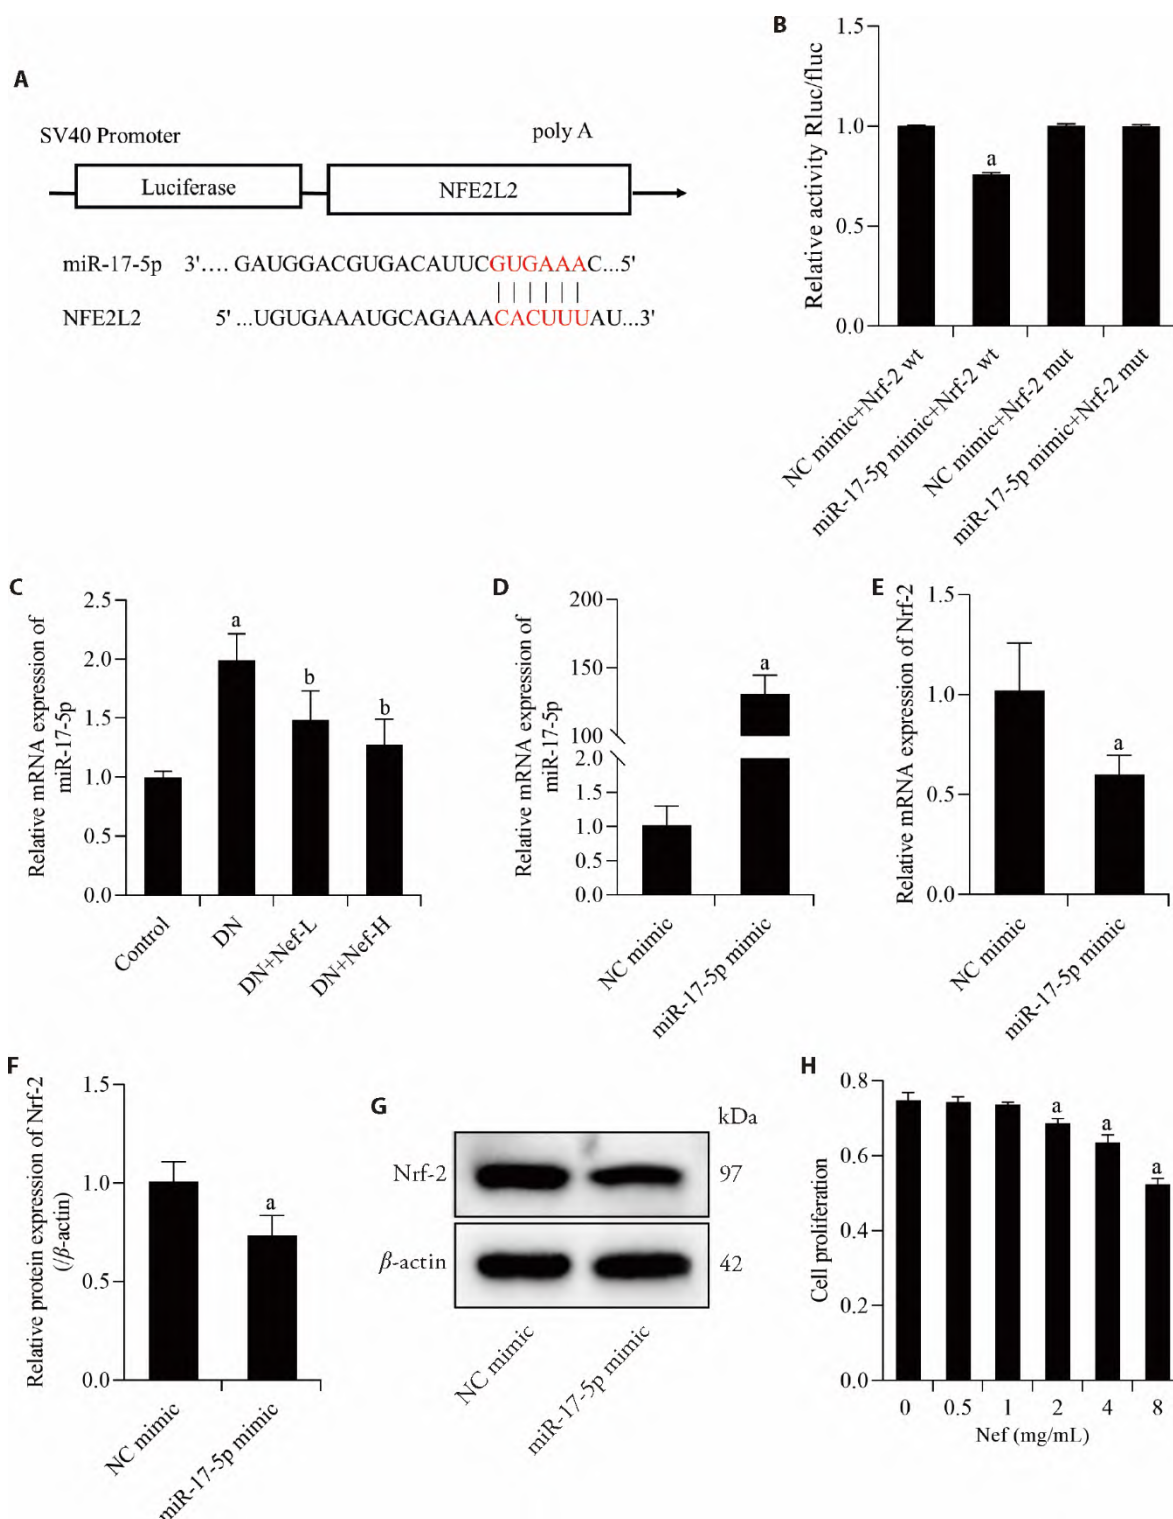 A
SV40 Promoter
poly A
Luciferase
NFE2L2
miR-17-5p 3'.... GAUGGACGUGACAUUCGUGAAAC...5'
NFE2L2 5' ...UGUGAAAUGCAGAAACACUUUAU...3'
B
Relative activity Rluc/fluc
1.5
1.0
0.5
0.0
a
NC mimic+Nrf-2 wt
miR-17-5p mimic+Nrf-2 wt
NC mimic+Nrf-2 mut
miR-17-5p mimic+Nrf-2 mut
C
Relative mRNA expression of
miR-17-5p
2.5
2.0
1.5
1.0
0.5
0.0
a
b
b
Control
DN
DN+Nef-L
DN+Nef-H
D
Relative mRNA expression of
miR-17-5p
200
150
100
2.0
1.5
1.0
0.5
0.0
a
NC mimic
miR-17-5p mimic
E
Relative mRNA expression of Nrf-2
1.5
1.0
0.5
0.0
a
NC mimic
miR-17-5p mimic
F
Relative protein expression of Nrf-2
(/β-actin)
1.5
1.0
0.5
0.0
a
NC mimic
miR-17-5p mimic
G
kDa
Nrf-2 97
β-actin 42
NC mimic
miR-17-5p mimic
H
Cell proliferation
0.8
0.6
0.4
0.2
0.0
a
a
a
0 0.5 1 2 4 8
Nef (mg/mL)